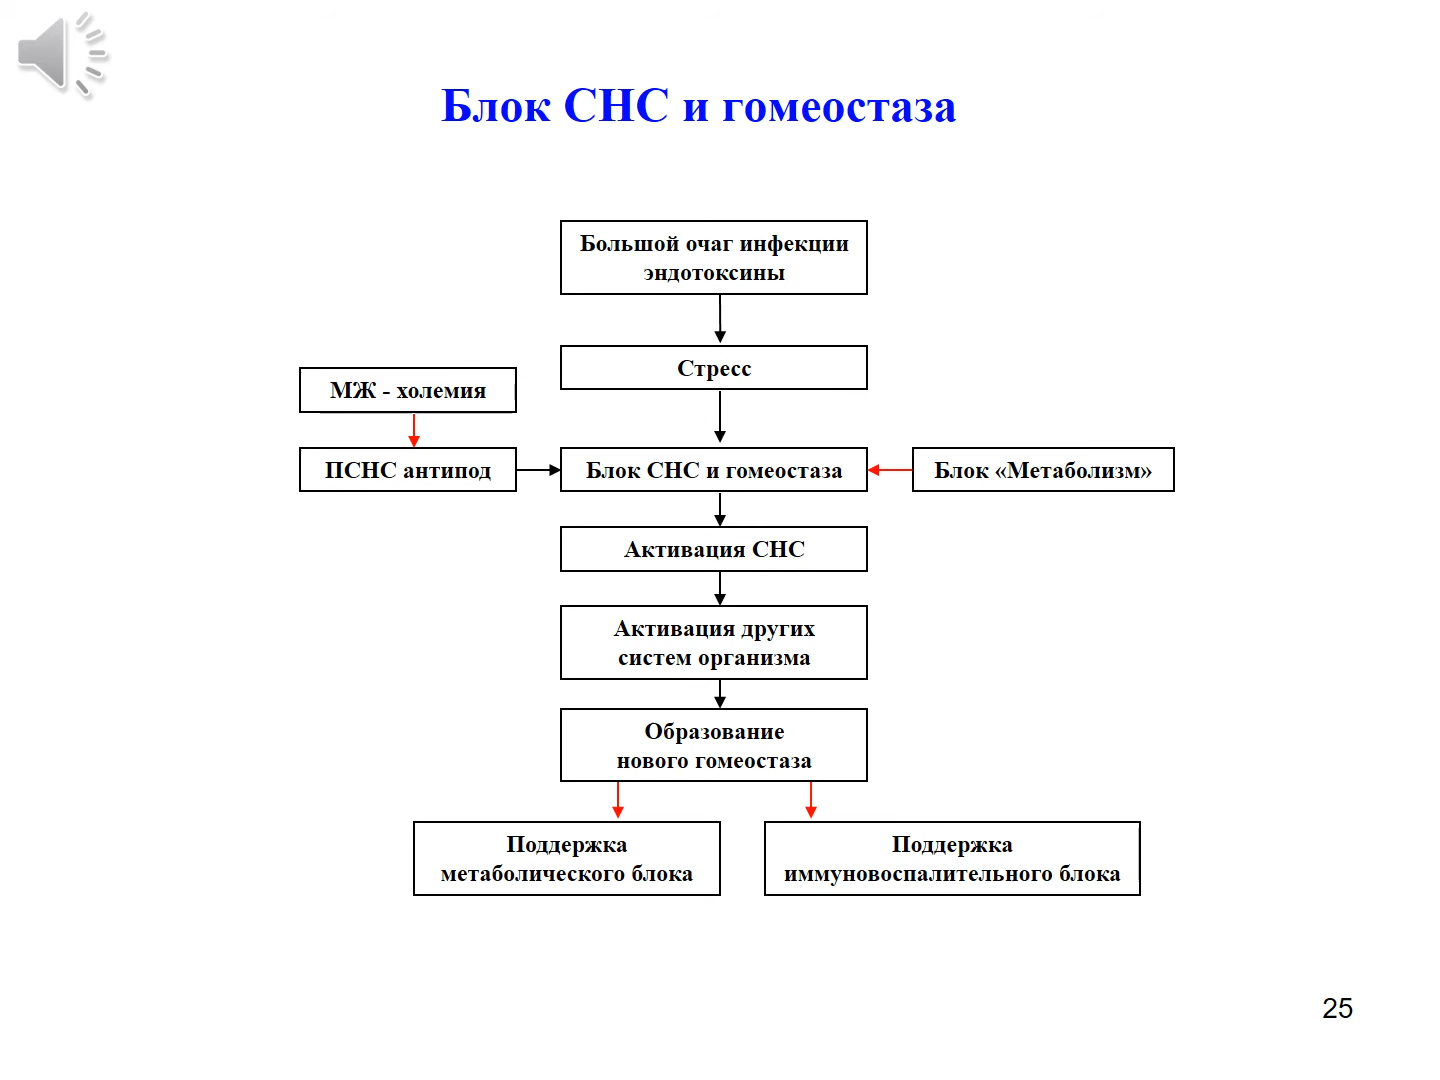 Блок СНС и гомеостаза
Большой очаг инфекции
эндотоксины
Стресс
МЖ - холемия
ПСНС антипод
Блок СНС и гомеостаза
Блок «Метаболизм»
Активация СНС
Активация других
систем организма
Образование
нового гомеостаза
Поддержка
метаболического блока
Поддержка
иммуновоспалительного блока
25